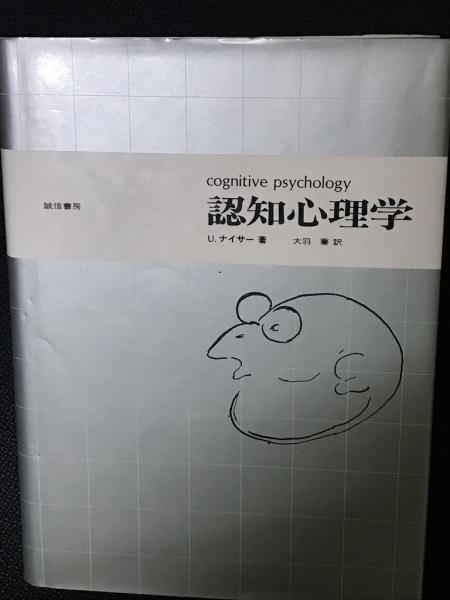 cognitive psychology
認知心理学
誠信書房
U. ナイサー 著 大羽 蓁 訳